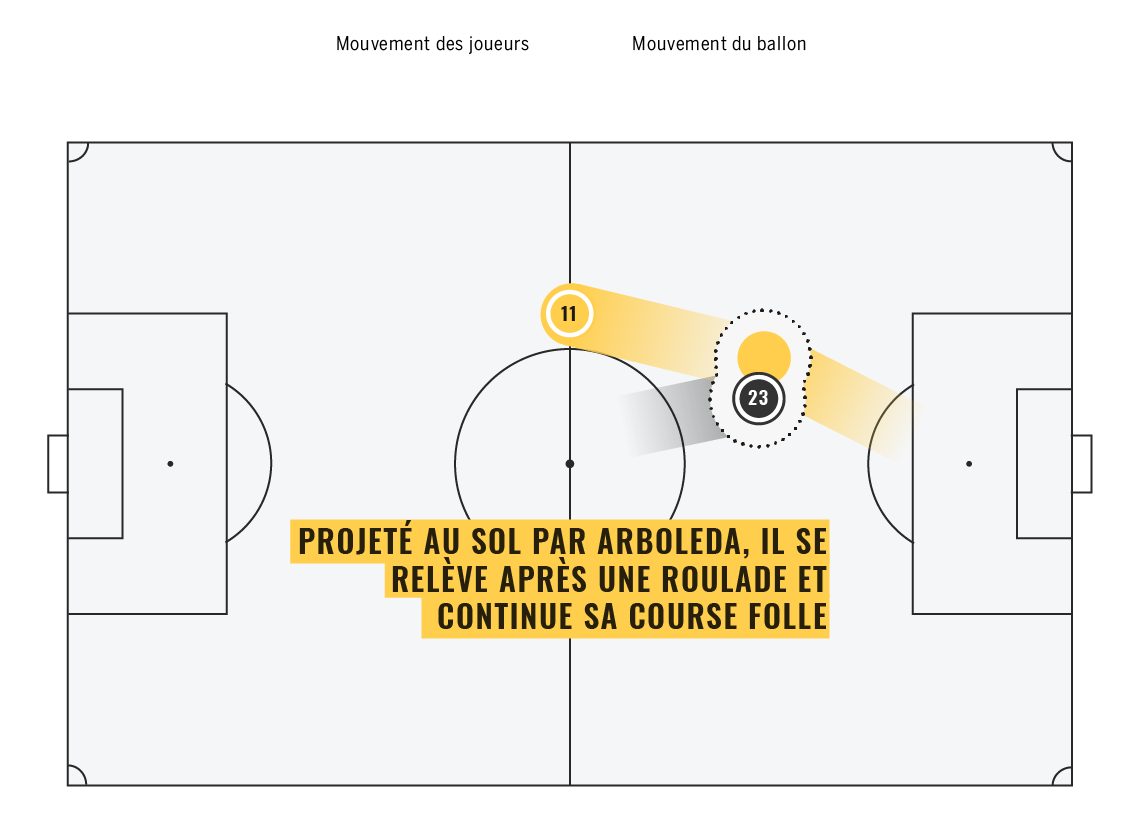 Mouvement des joueurs
Mouvement du ballon
11
23
PROJETÉ AU SOL PAR ARBOLEDA, IL SE
RELÈVE APRÈS UNE ROULADE ET
CONTINUE SA COURSE FOLLE